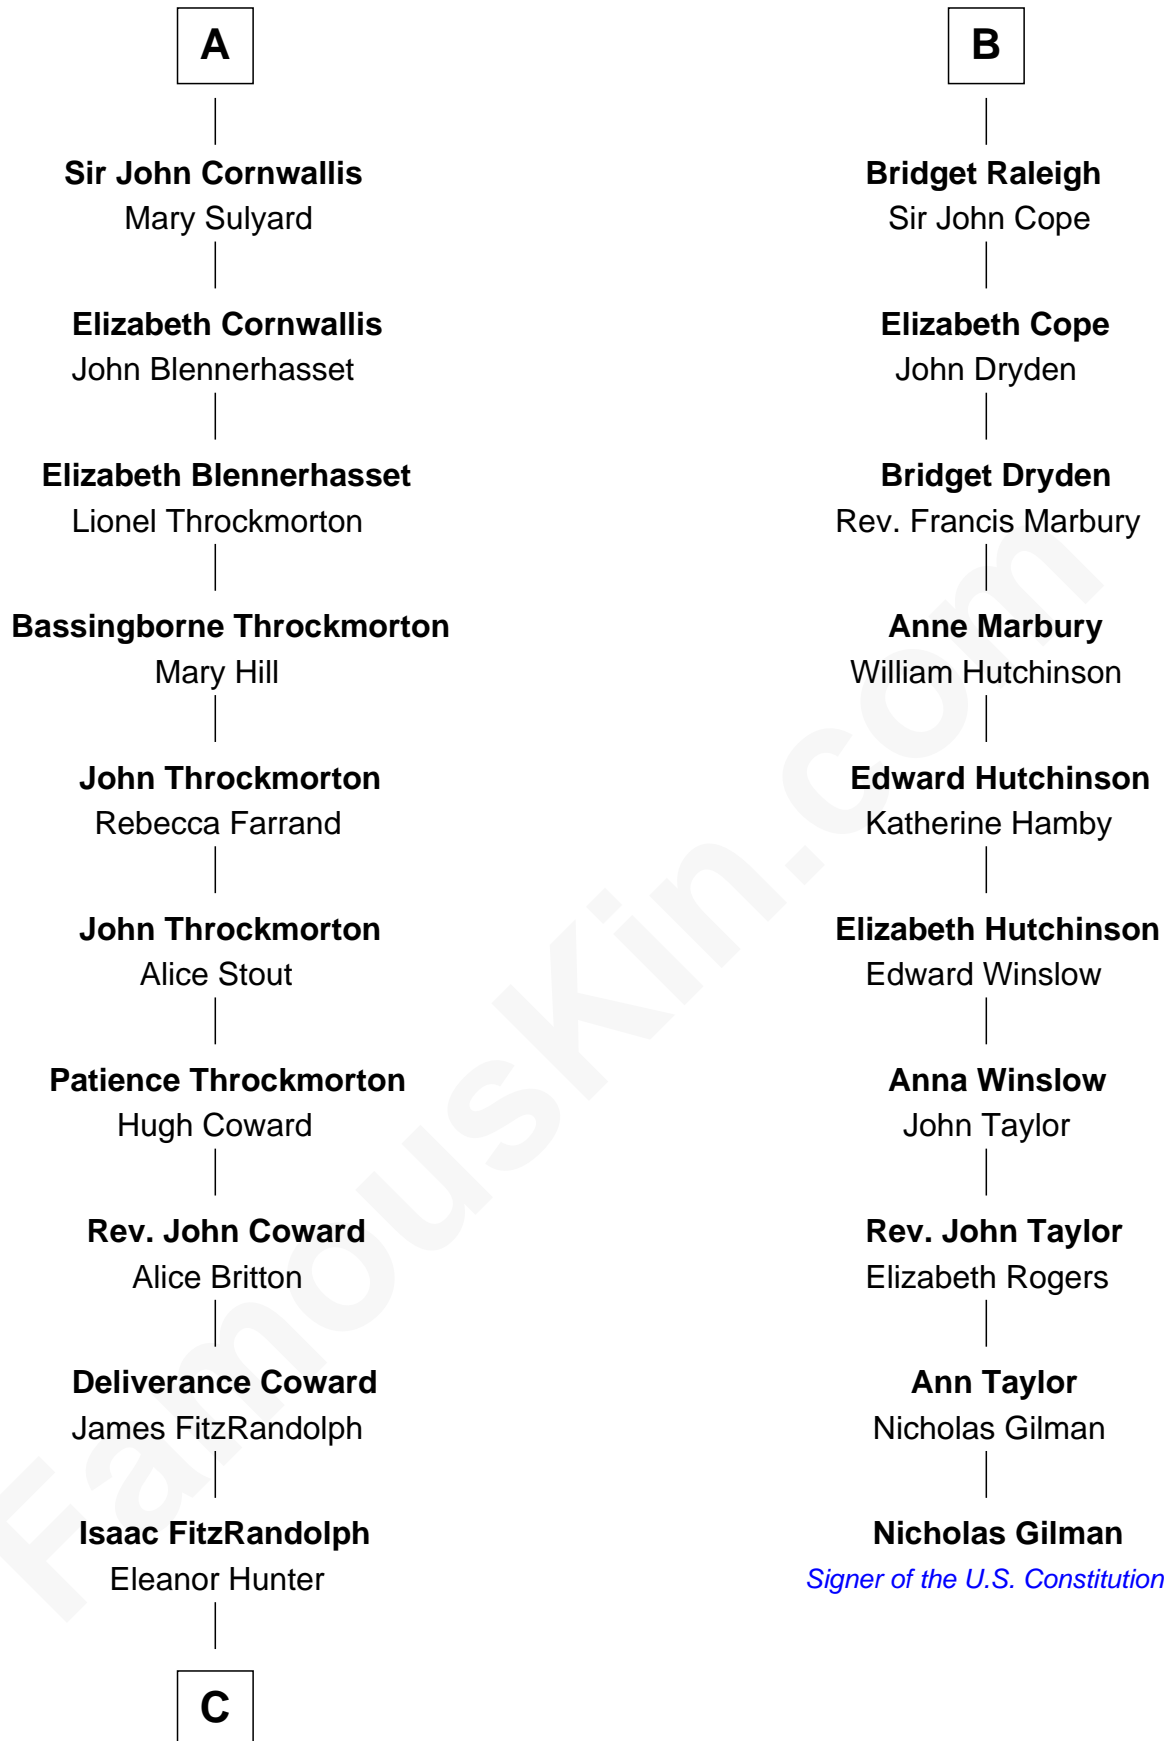 A
Sir John Cornwallis
Mary Sulyard
Elizabeth Cornwallis
John Blennerhasset
Elizabeth Blennerhasset
Lionel Throckmorton
Bassingborne Throckmorton
Mary Hill
John Throckmorton
Rebecca Farrand
John Throckmorton
Alice Stout
Patience Throckmorton
Hugh Coward
Rev. John Coward
Alice Britton
Deliverance Coward
James FitzRandolph
Isaac FitzRandolph
Eleanor Hunter
C
B
Bridget Raleigh
Sir John Cope
Elizabeth Cope
John Dryden
Bridget Dryden
Rev. Francis Marbury
Anne Marbury
William Hutchinson
Edward Hutchinson
Katherine Hamby
Elizabeth Hutchinson
Edward Winslow
Anna Winslow
John Taylor
Rev. John Taylor
Elizabeth Rogers
Ann Taylor
Nicholas Gilman
Nicholas Gilman
Signer of the U.S. Constitution
FamousKin.com